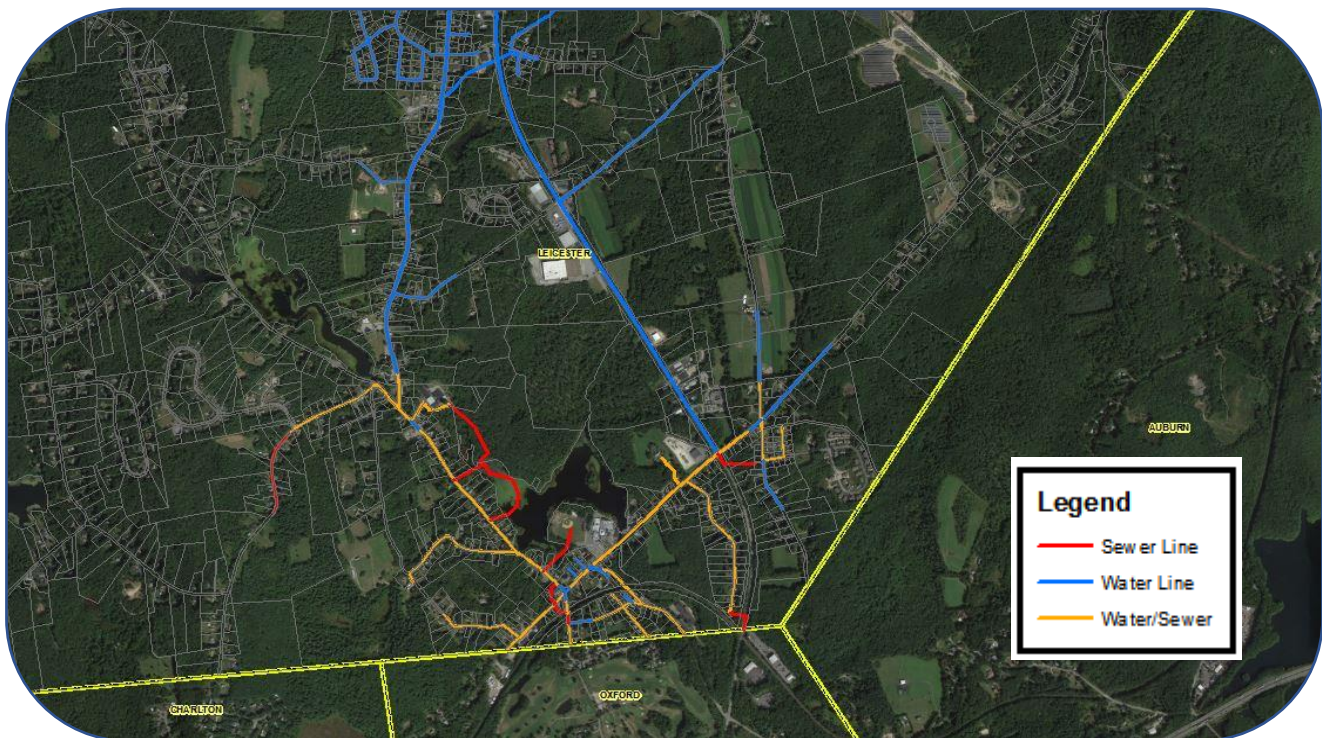 LEICESTER
AUBURN
Legend
Sewer Line
Water Line
Water/Sewer
OXFORD
CHARLTON